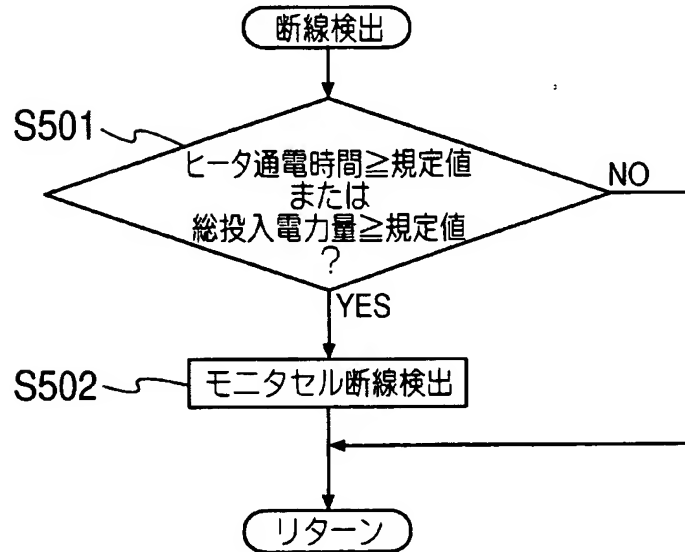 断線検出
S501
ヒータ通電時間≧規定値
または
総投入電力量≧規定値
?
NO
YES
S502
モニタセル断線検出
リターン